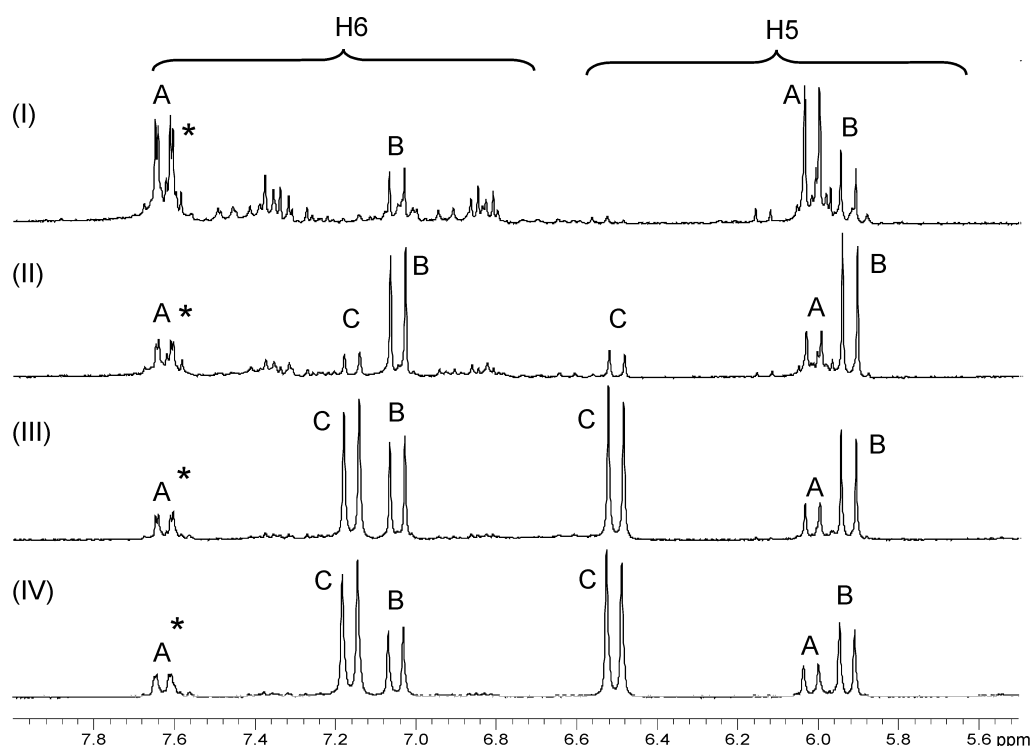 H6 H5
(I) A * B A B
(II) A * C B C A B
(III) A * C B C A B
(IV) A * C B C A B
7.8 7.6 7.4 7.2 7.0 6.8 6.6 6.4 6.2 6.0 5.8 5.6 ppm